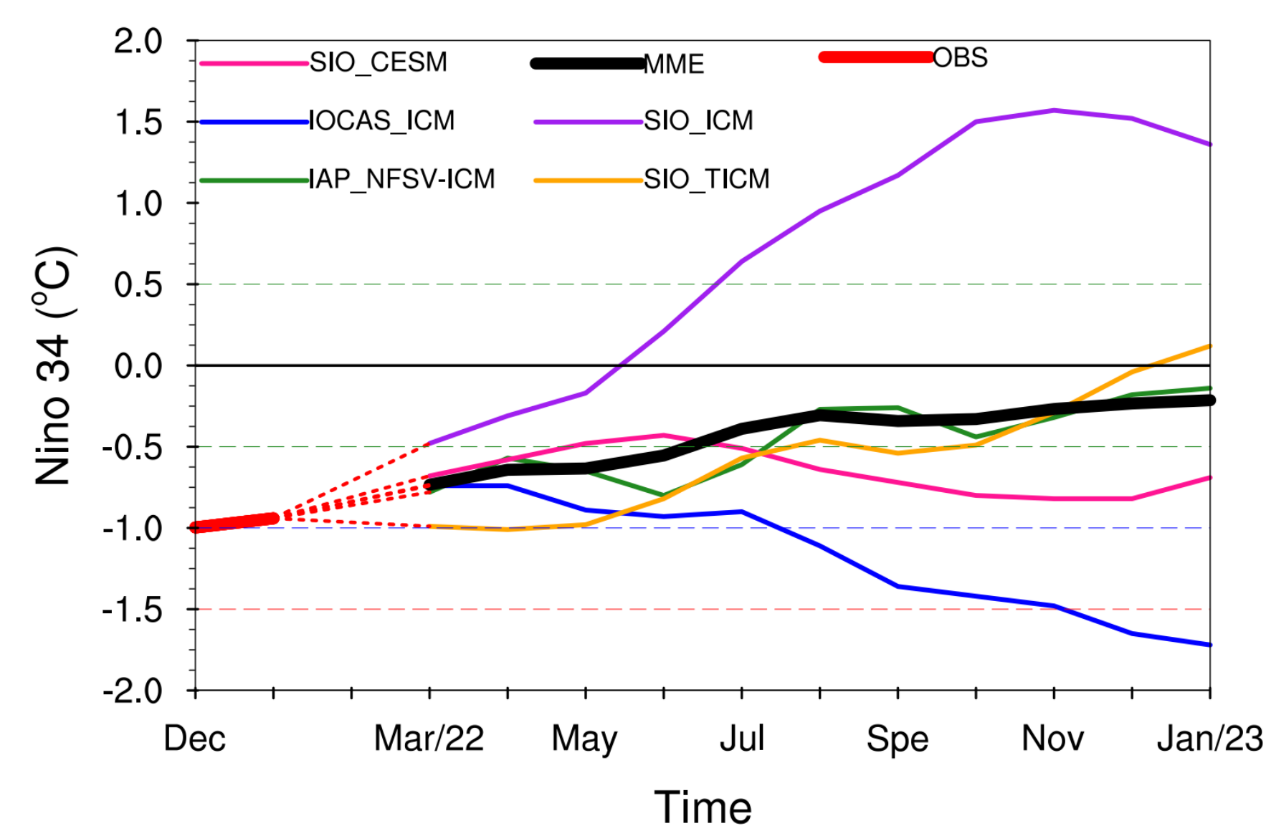 2.0
SIO_CESM MME OBS
1.5
IOCAS_ICM SIO_ICM
IAP_NFSV-ICM SIO_TICM
1.0
0.5
0.0
-0.5
-1.0
-1.5
-2.0
Nino 34 (°C)
Dec Mar/22 May Jul Spe Nov Jan/23
Time